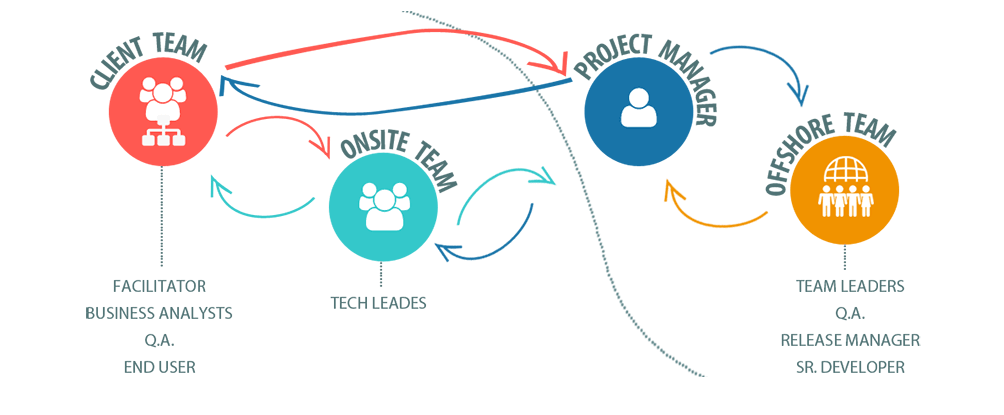 CLIENT TEAM
PROJECT MANAGER
ONSITE TEAM
OFFSHORE TEAM
FACILITATOR
BUSINESS ANALYSTS
Q.A.
END USER
TECH LEADES
TEAM LEADERS
Q.A.
RELEASE MANAGER
SR. DEVELOPER